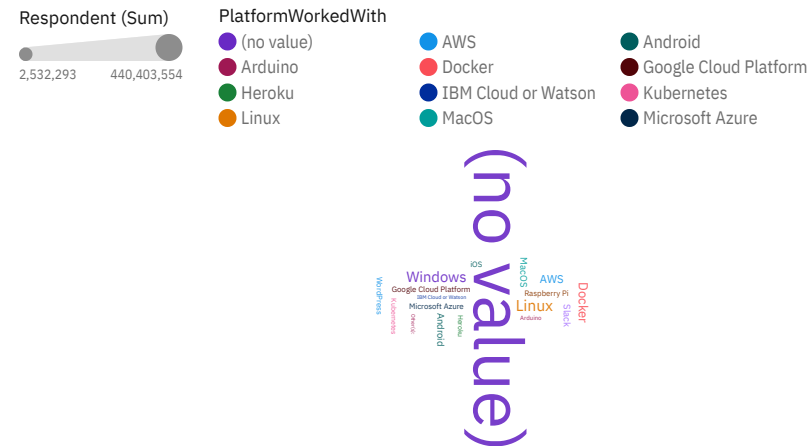 Respondent (Sum)
2,532,293 440,403,554
PlatformWorkedWith
(no value) AWS Android
Arduino Docker Google Cloud Platform
Heroku IBM Cloud or Watson Kubernetes
Linux MacOS Microsoft Azure
(no value)
iOS
Windows
MacOS
AWS
WordPress
Google Cloud Platform
Raspberry Pi
Docker
IBM Cloud or Watson
Kubernetes
Microsoft Azure
Linux
Slack
Arduino
Other(s):
Android
Heroku